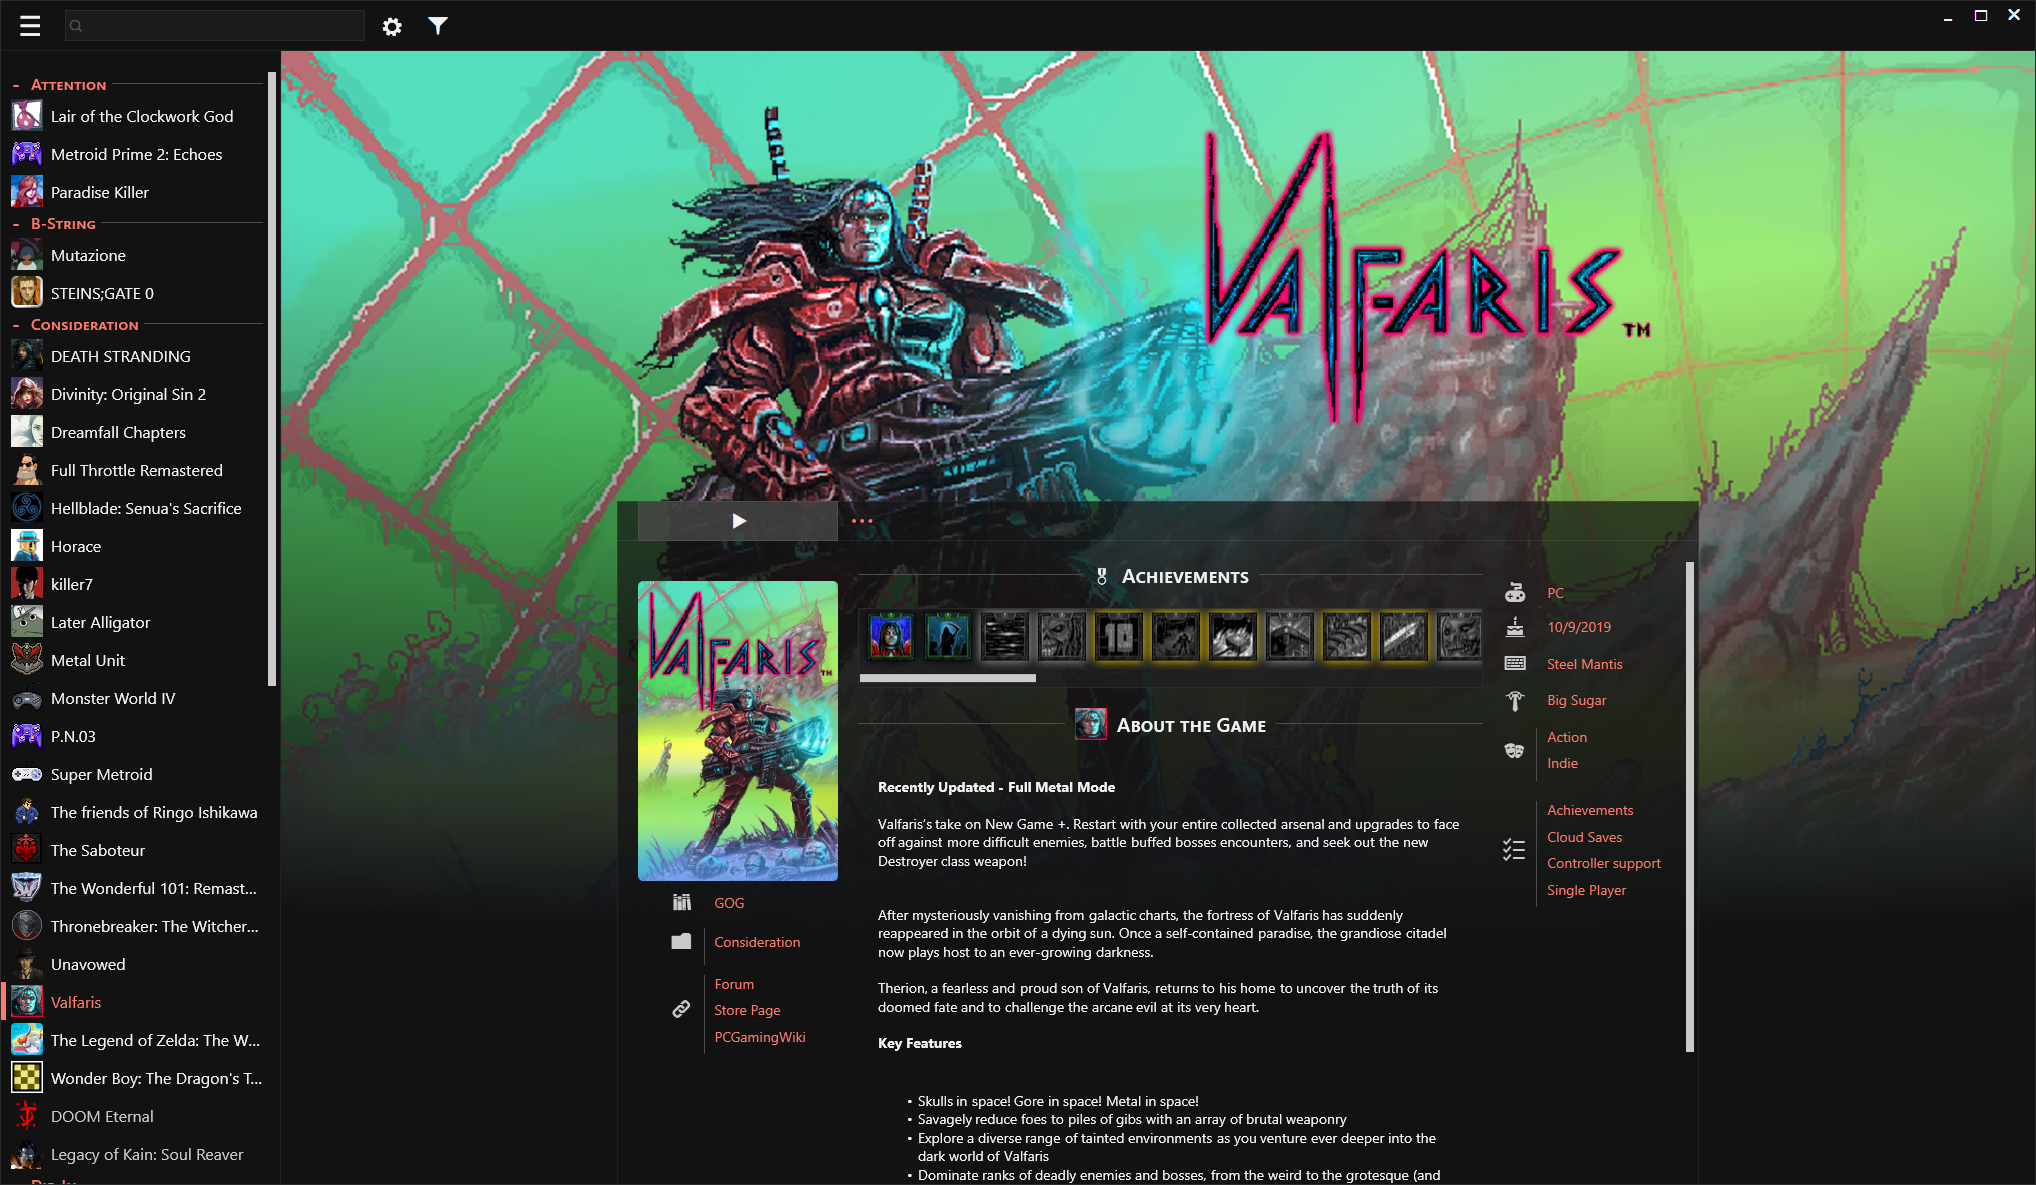 - Attention
Lair of the Clockwork God
Metroid Prime 2: Echoes
Paradise Killer
- B-String
Mutazione
STEINS;GATE 0
- Consideration
DEATH STRANDING
Divinity: Original Sin 2
Dreamfall Chapters
Full Throttle Remastered
Hellblade: Senua's Sacrifice
Horace
killer7
Later Alligator
Metal Unit
Monster World IV
P.N.03
Super Metroid
The friends of Ringo Ishikawa
The Saboteur
The Wonderful 101: Remast...
Thronebreaker: The Witcher...
Unavowed
Valfaris
The Legend of Zelda: The W...
Wonder Boy: The Dragon's T...
DOOM Eternal
Legacy of Kain: Soul Reaver
VALFARIS™
VALFARIS™
GOG
Consideration
Forum
Store Page
PCGamingWiki
Achievements
10
About the Game
Recently Updated - Full Metal Mode
Valfaris’s take on New Game +. Restart with your entire collected arsenal and upgrades to face
off against more difficult enemies, battle buffed bosses encounters, and seek out the new
Destroyer class weapon!
After mysteriously vanishing from galactic charts, the fortress of Valfaris has suddenly
reappeared in the orbit of a dying sun. Once a self-contained paradise, the grandiose citadel
now plays host to an ever-growing darkness.
Therion, a fearless and proud son of Valfaris, returns to his home to uncover the truth of its
doomed fate and to challenge the arcane evil at its very heart.
Key Features
• Skulls in space! Gore in space! Metal in space!
• Savagely reduce foes to piles of gibs with an array of brutal weaponry
• Explore a diverse range of tainted environments as you venture ever deeper into the
dark world of Valfaris
• Dominate ranks of deadly enemies and bosses, from the weird to the grotesque (and
PC
10/9/2019
Steel Mantis
Big Sugar
Action
Indie
Achievements
Cloud Saves
Controller support
Single Player